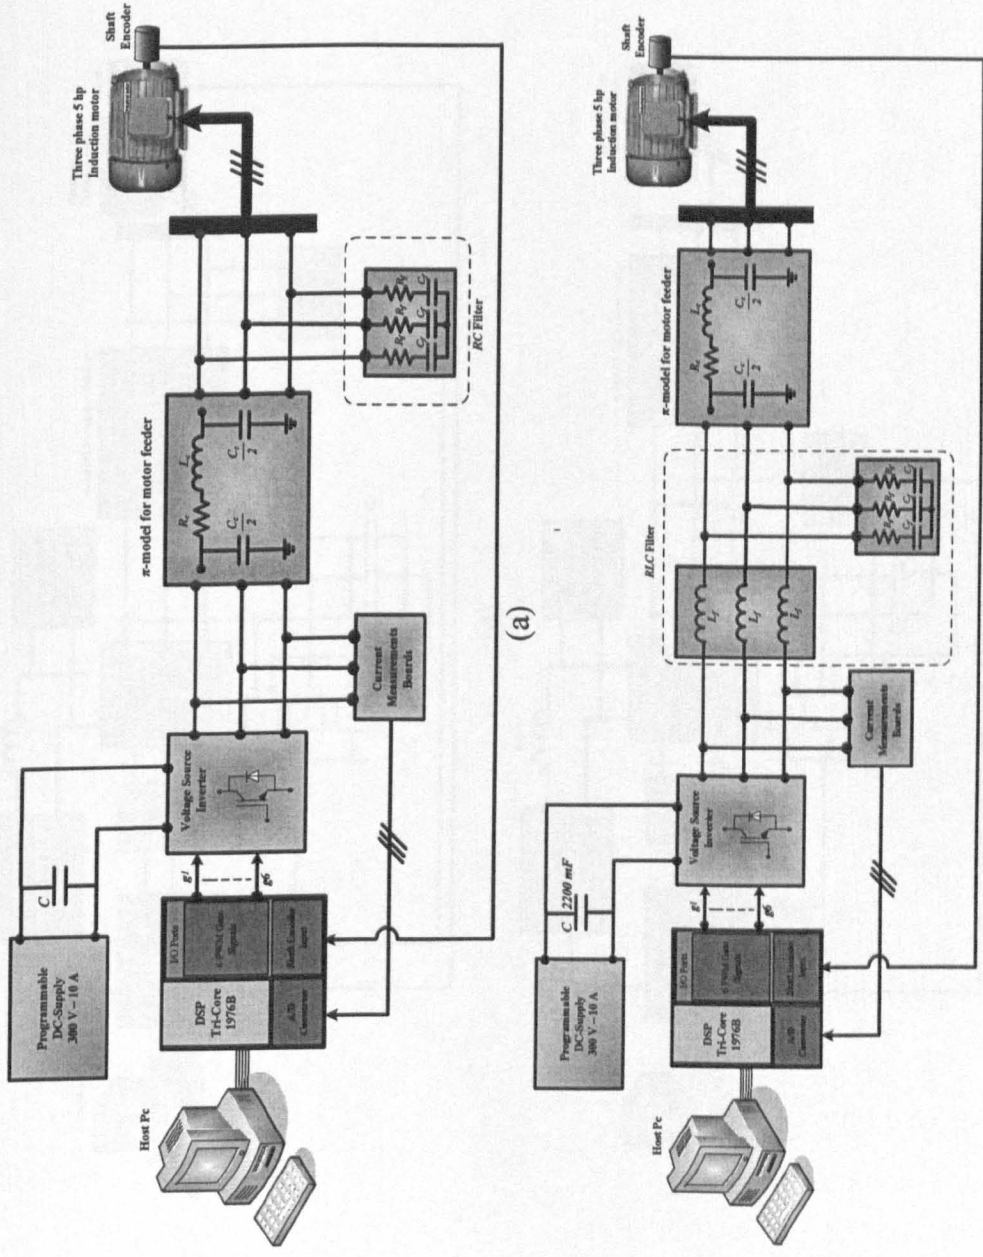 Host Pc
Programmable
DC-Supply
300 V – 10 A
C
DSP
Tri-Core
1976B
I/O Ports
6 PWM Gate
Signals
A/D
Converter
Shaft Encoder
input
g1
g6
Voltage Source
Inverter
Current
Measurements
Boards
π-model for motor feeder
Rc
Lc
Cc
2
Cc
2
Rf
Rf
Rf
Cf
Cf
Cf
RC Filter
Three phase 5 hp
Induction motor
Shaft
Encoder
(a)
Host Pc
Programmable
DC-Supply
300 V – 10 A
C 2200 mF
DSP
Tri-Core
1976B
I/O Ports
6 PWM Gate
Signals
A/D
Converter
Shaft Encoder
input
g1
g6
Voltage Source
Inverter
Current
Measurements
Boards
RLC Filter
Lf
Lf
Lf
Rf
Rf
Rf
Cf
Cf
Cf
π-model for motor feeder
Cc
2
Cc
2
Three phase 5 hp
Induction motor
Shaft
Encoder